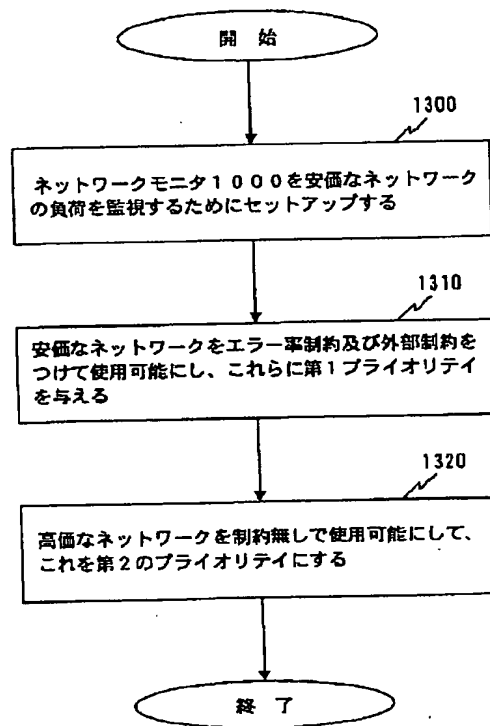 開 始
1300
ネットワークモニタ1000を安価なネットワーク
の負荷を監視するためにセットアップする
1310
安価なネットワークをエラー率制約及び外部制約を
つけて使用可能にし、これらに第1プライオリテイ
を与える
1320
高価なネットワークを制約無しで使用可能にして、
これを第2のプライオリテイにする
終 了